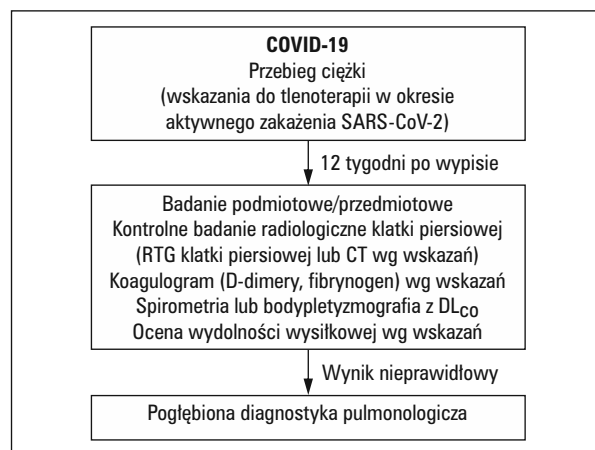 COVID-19
Przebieg ciężki
(wskazania do tlenoterapii w okresie
aktywnego zakażenia SARS-CoV-2)
12 tygodni po wypisie
Badanie podmiotowe/przedmiotowe
Kontrolne badanie radiologiczne klatki piersiowej
(RTG klatki piersiowej lub CT wg wskazań)
Koagulogram (D-dimery, fibrynogen) wg wskazań
Spirometria lub bodypletyzmografia z DLCO
Ocena wydolności wysiłkowej wg wskazań
Wynik nieprawidłowy
Pogłębiona diagnostyka pulmonologicza